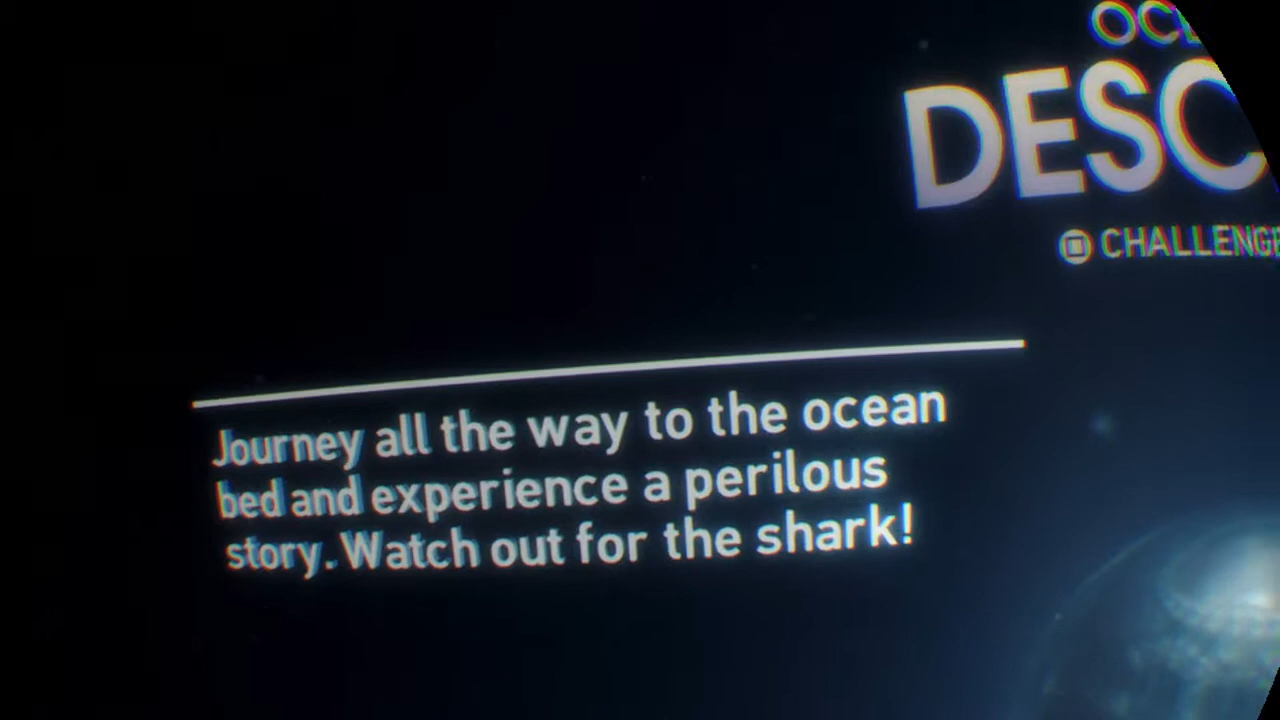 DESC
CHALLENGE
Journey all the way to the ocean
bed and experience a perilous
story. Watch out for the shark!